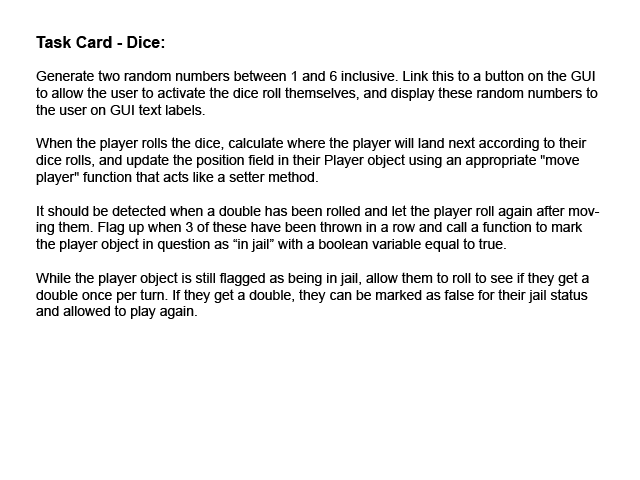 Task Card - Dice:
Generate two random numbers between 1 and 6 inclusive. Link this to a button on the GUI
to allow the user to activate the dice roll themselves, and display these random numbers to
the user on GUI text labels.
When the player rolls the dice, calculate where the player will land next according to their
dice rolls, and update the position field in their Player object using an appropriate "move
player" function that acts like a setter method.
It should be detected when a double has been rolled and let the player roll again after mov-
ing them. Flag up when 3 of these have been thrown in a row and call a function to mark
the player object in question as “in jail” with a boolean variable equal to true.
While the player object is still flagged as being in jail, allow them to roll to see if they get a
double once per turn. If they get a double, they can be marked as false for their jail status
and allowed to play again.